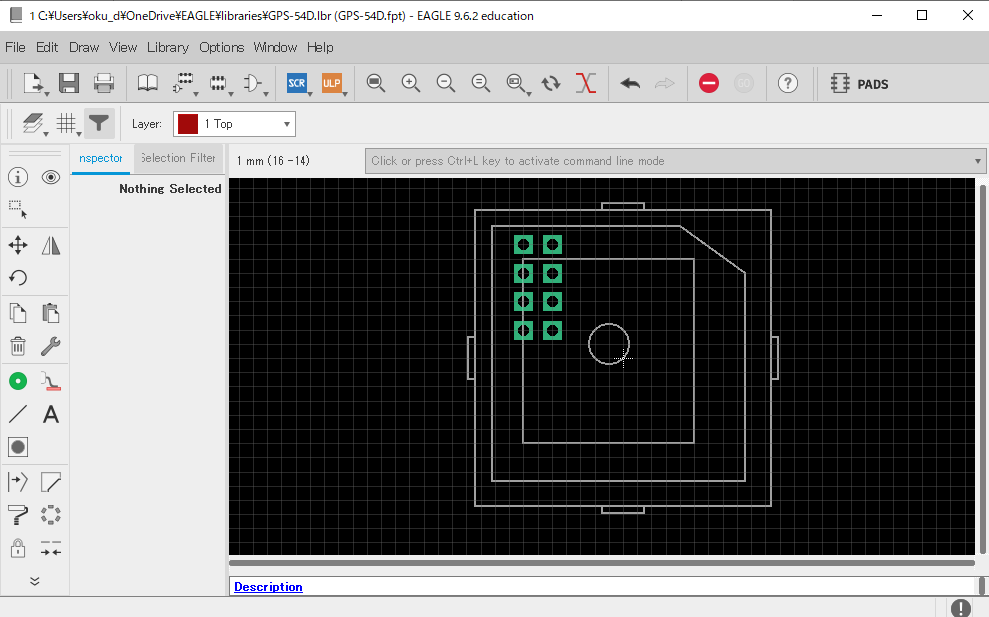 1 C:¥Users¥oku_d¥OneDrive¥EAGLE¥libraries¥GPS-54D.lbr (GPS-54D.fpt) - EAGLE 9.6.2 education
File Edit Draw View Library Options Window Help
SCR ULP GO PADS
Layer: 1 Top
nspector Selection Filter
1 mm (16 -14) Click or press Ctrl+L key to activate command line mode
Nothing Selected
A
Description